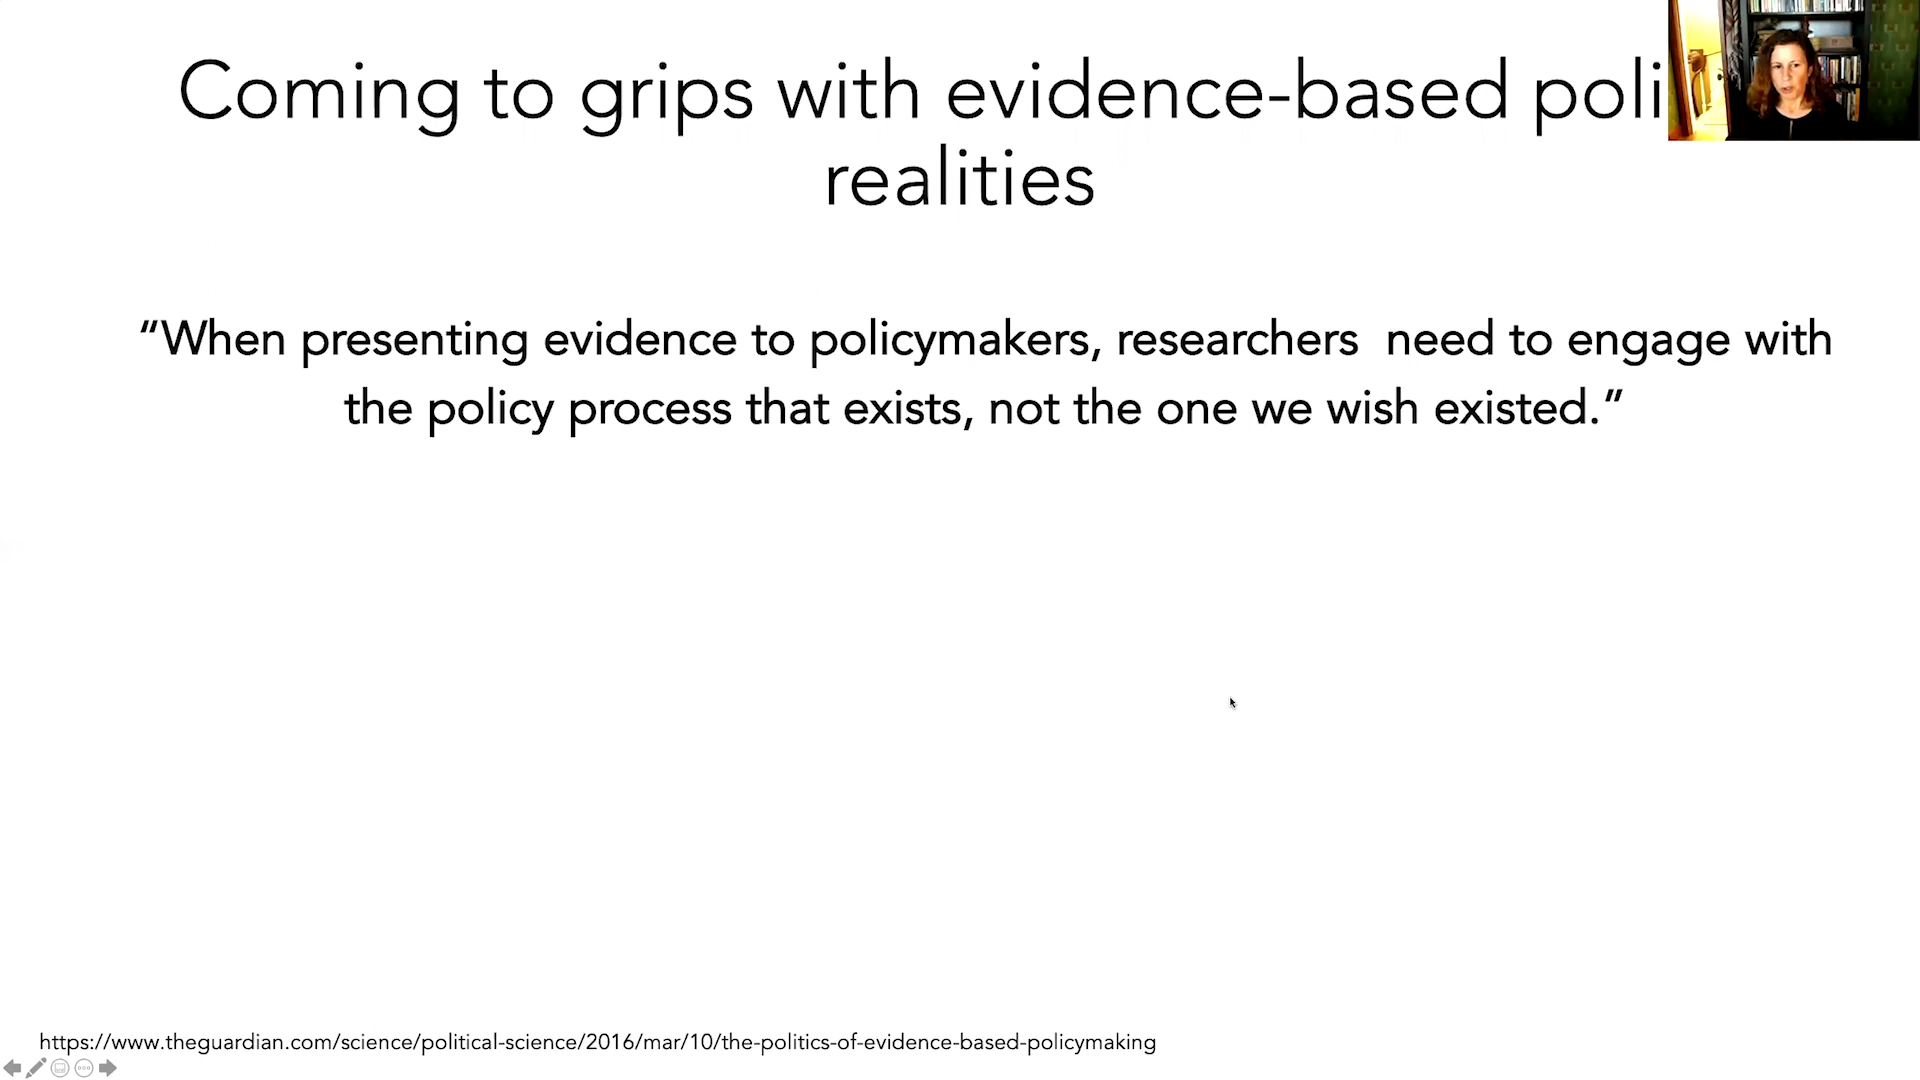 Coming to grips with evidence-based poli
realities
“When presenting evidence to policymakers, researchers  need to engage with
the policy process that exists, not the one we wish existed.”
https://www.theguardian.com/science/political-science/2016/mar/10/the-politics-of-evidence-based-policymaking